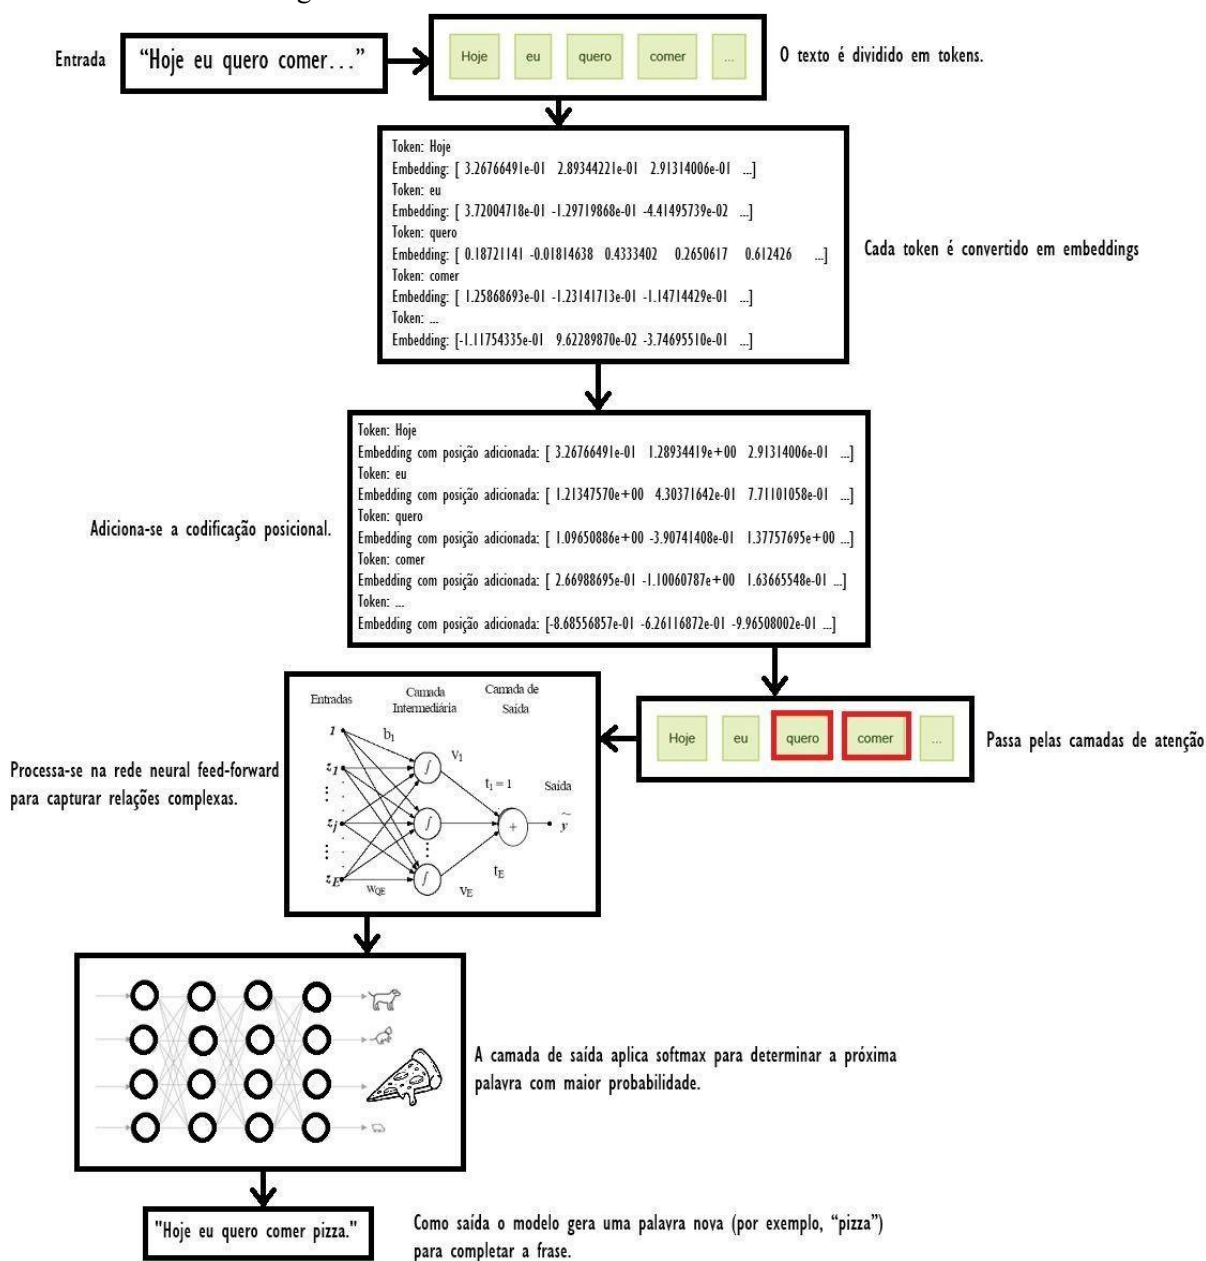 Entrada
“Hoje eu quero comer...”
Hoje eu quero comer ...
O texto é dividido em tokens.
Token: Hoje
Embedding: [ 3.26766491e-01 2.89344221e-01 2.91314006e-01 ...]
Token: eu
Embedding: [ 3.72004718e-01 -1.29719868e-01 -4.41495739e-02 ...]
Token: quero
Embedding: [ 0.18721141 -0.01814638 0.4333402 0.2650617 0.612426 ...]
Token: comer
Embedding: [ 1.25868693e-01 -1.23141713e-01 -1.14714429e-01 ...]
Token: ...
Embedding: [-1.11754335e-01 9.62289870e-02 -3.74695510e-01 ...]
Cada token é convertido em embeddings
Token: Hoje
Embedding com posição adicionada: [ 3.26766491e-01 1.28934419e+00 2.91314006e-01 ...]
Token: eu
Embedding com posição adicionada: [ 1.21347570e+00 4.30371642e-01 7.71101058e-01 ...]
Token: quero
Embedding com posição adicionada: [ 1.09650886e+00 -3.90741408e-01 1.37757695e+00 ...]
Token: comer
Embedding com posição adicionada: [ 2.66988695e-01 -1.10060787e+00 1.63665548e-01 ...]
Token: ...
Embedding com posição adicionada: [-8.68556857e-01 -6.26116872e-01 -9.96508002e-01 ...]
Adiciona-se a codificação posicional.
Hoje eu quero comer ...
Passa pelas camadas de atenção
Processa-se na rede neural feed-forward
para capturar relações complexas.
Entradas
Camada
Intermediária
Camada de
Saída
1
b1
v1
z1
t1 = 1
Saída
zj
+
ỹ
tE
zE
wQE
vE
A camada de saída aplica softmax para determinar a próxima
palavra com maior probabilidade.
"Hoje eu quero comer pizza."
Como saída o modelo gera uma palavra nova (por exemplo, “pizza”)
para completar a frase.